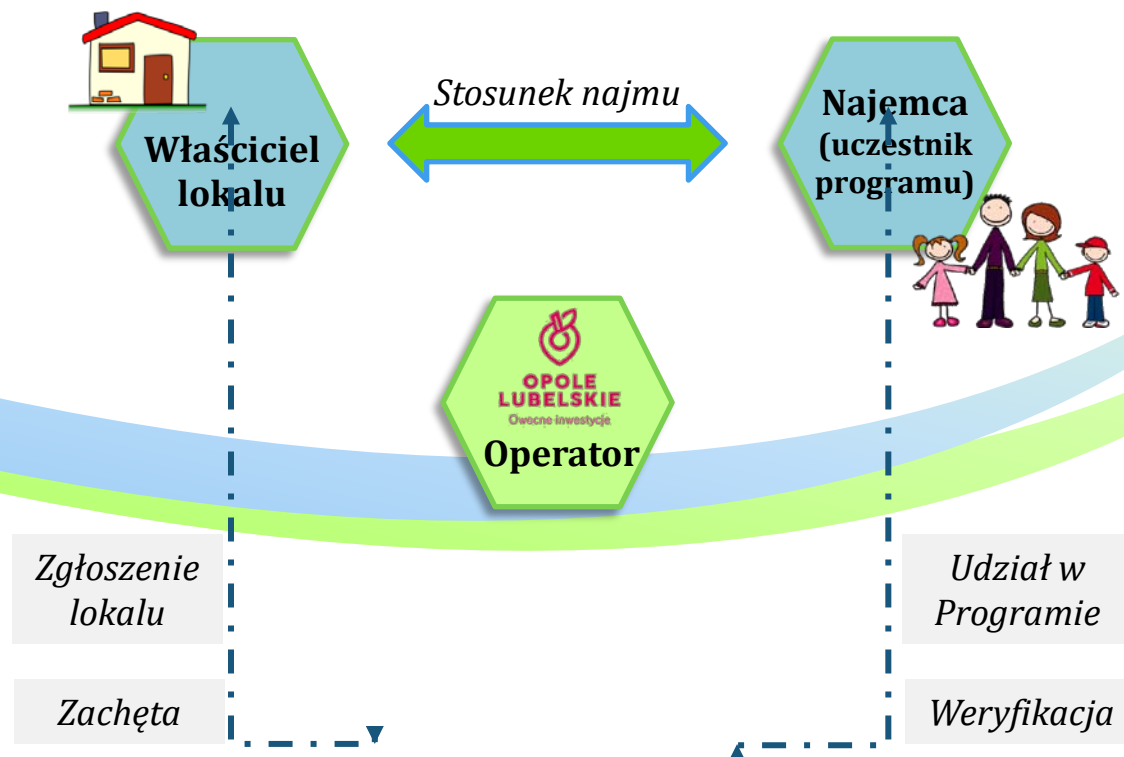 Stosunek najmu
Właściciel
lokalu
Najemca
(uczestnik
programu)
OPOLE
LUBELSKIE
Owocne inwestycje
Operator
Zgłoszenie
lokalu
Zachęta
Udział w
Programie
Weryfikacja